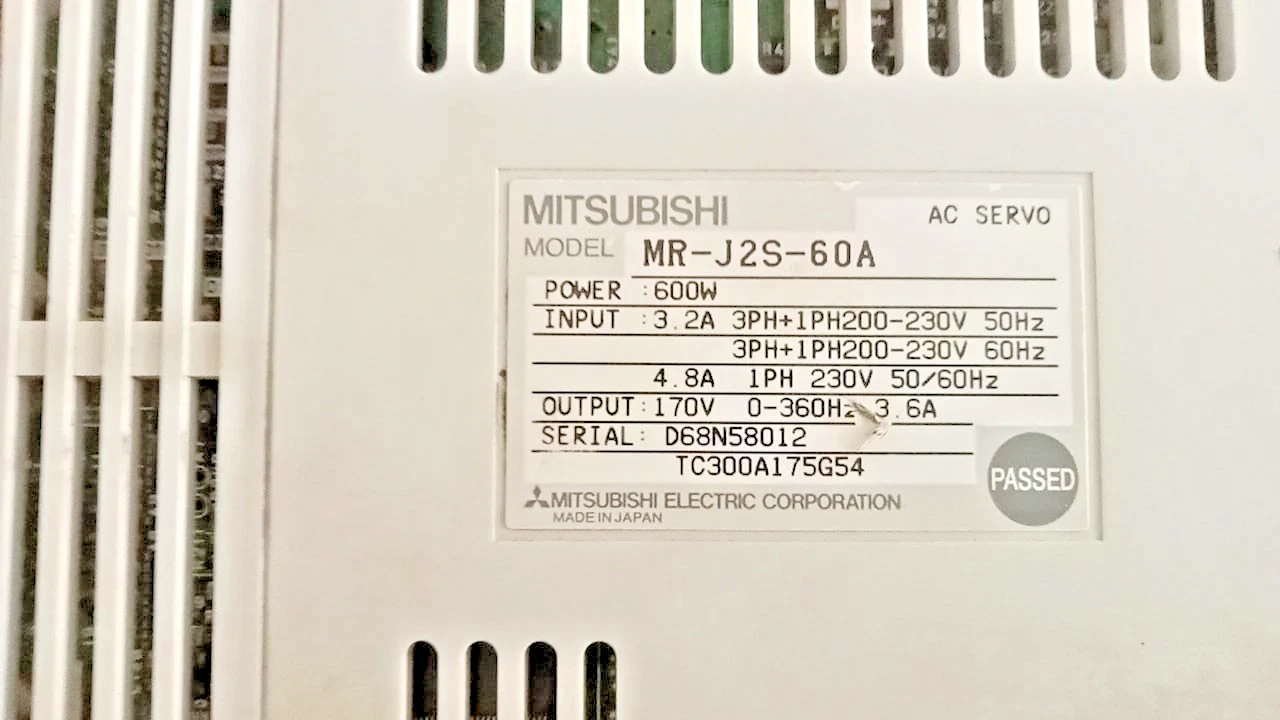 MITSUBISHI
AC SERVO
MODEL MR-J2S-60A
POWER :600W
INPUT :3.2A 3PH+1PH200-230V 50Hz
3PH+1PH200-230V 60Hz
4.8A 1PH 230V 50/60Hz
OUTPUT:170V 0-360Hz 3.6A
SERIAL: D68N58012
TC300A175G54
PASSED
MITSUBISHI ELECTRIC CORPORATION
MADE IN JAPAN